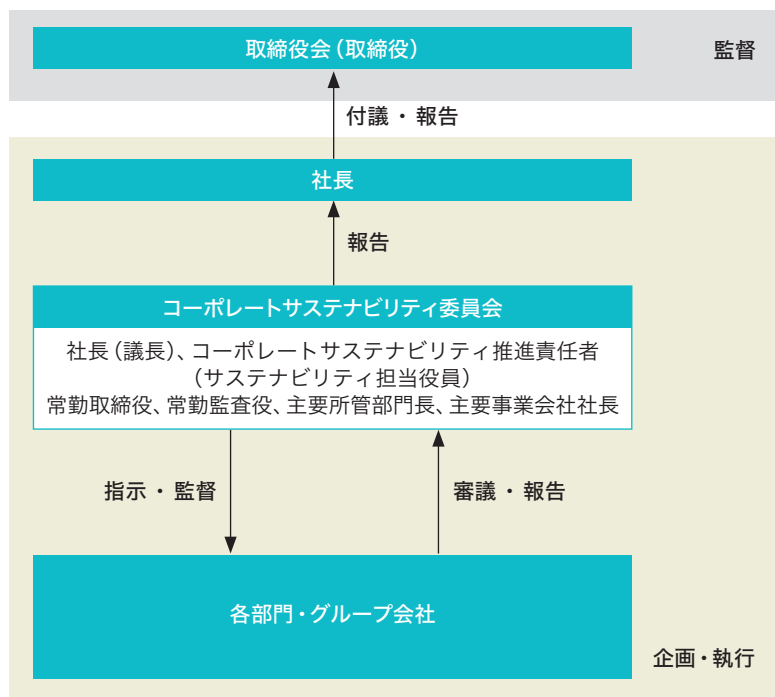 取締役会（取締役）
監督
付議・報告
社長
報告
コーポレートサステナビリティ委員会
社長（議長）、コーポレートサステナビリティ推進責任者
（サステナビリティ担当役員）
常勤取締役、常勤監査役、主要所管部門長、主要事業会社社長
指示・監督
審議・報告
各部門・グループ会社
企画・執行